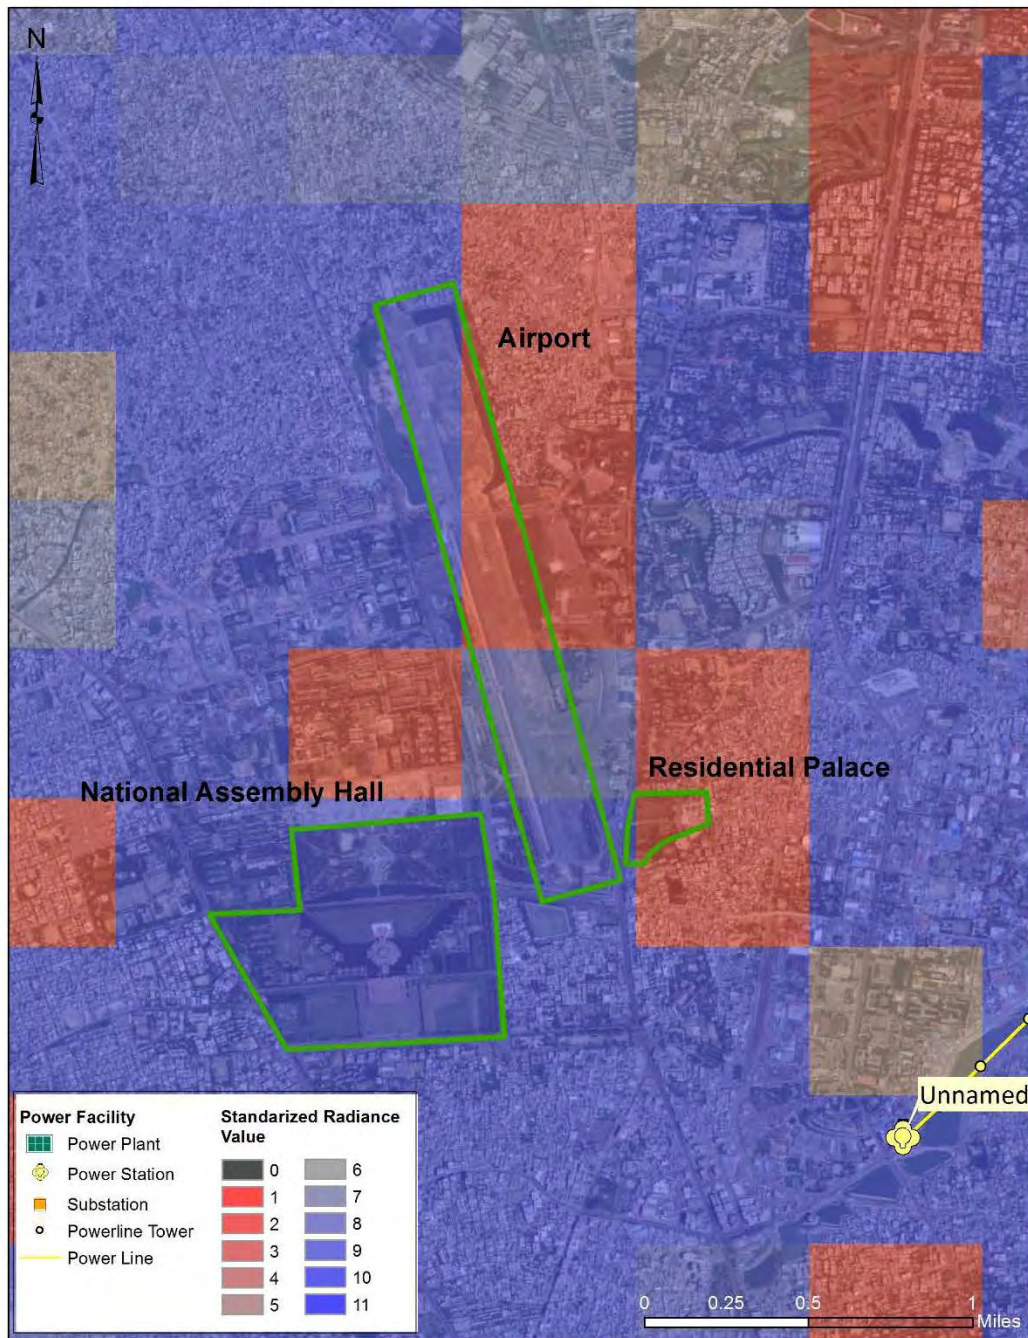 N
Airport
Residential Palace
National Assembly Hall
Unnamed
Power Facility
Power Plant
Power Station
Substation
Powerline Tower
Power Line
Standarized Radiance
Value
0
1
2
3
4
5
6
7
8
9
10
11
0 0.25 0.5 1
Miles